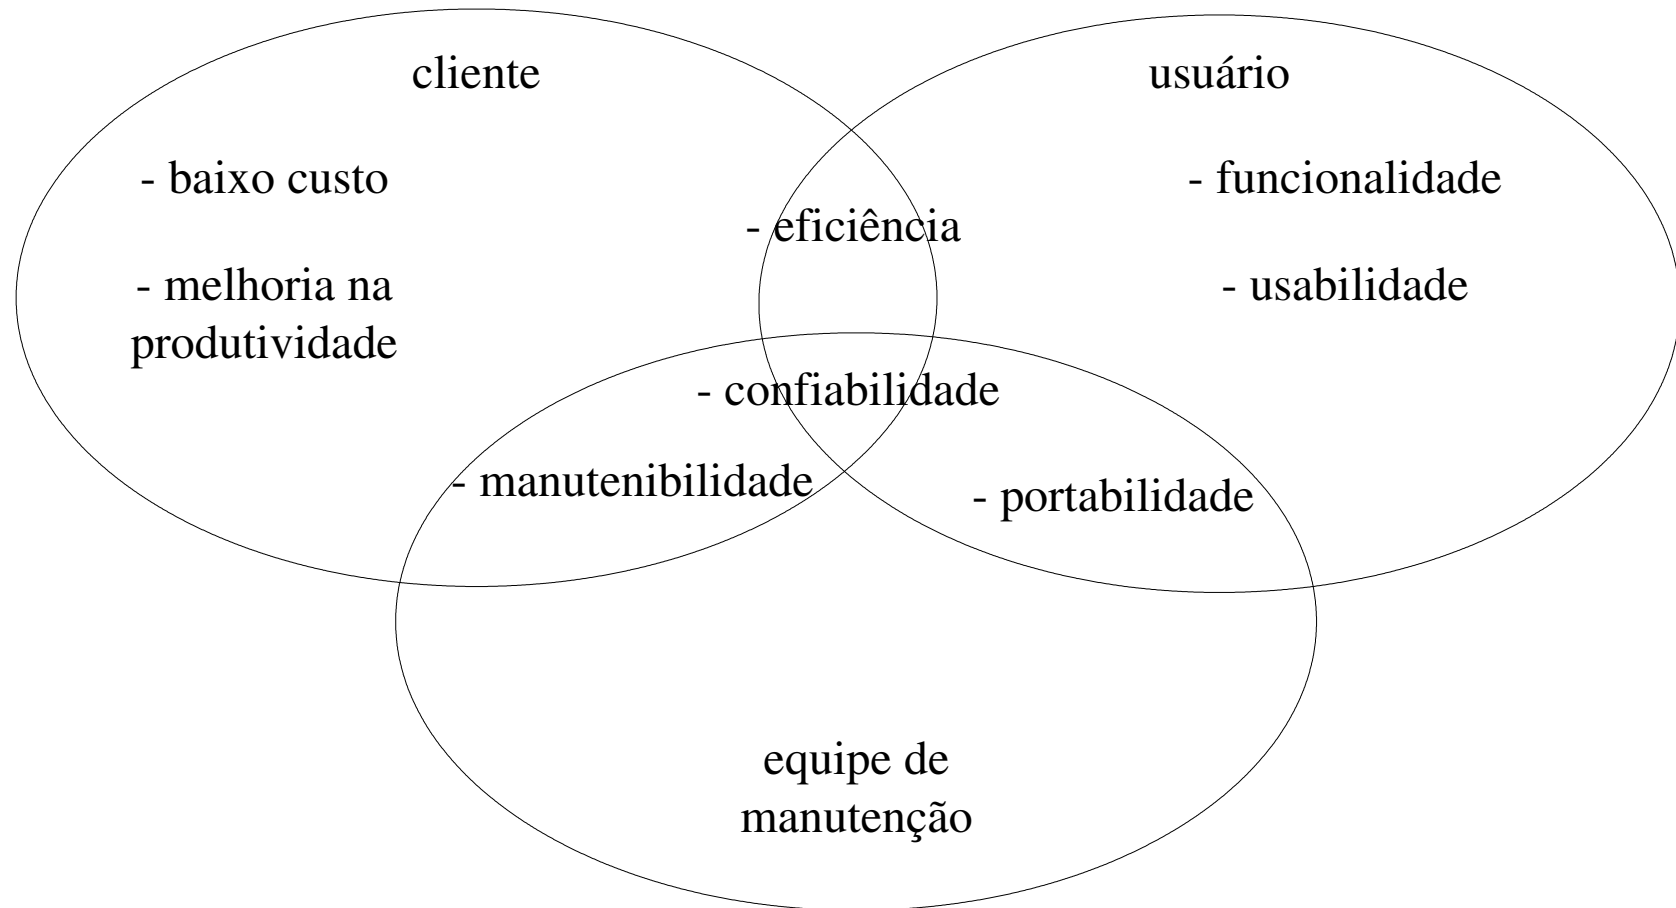 cliente
usuário
- baixo custo
- funcionalidade
- eficiência
- melhoria na
produtividade
- usabilidade
- confiabilidade
- manutenibilidade
- portabilidade
equipe de
manutenção